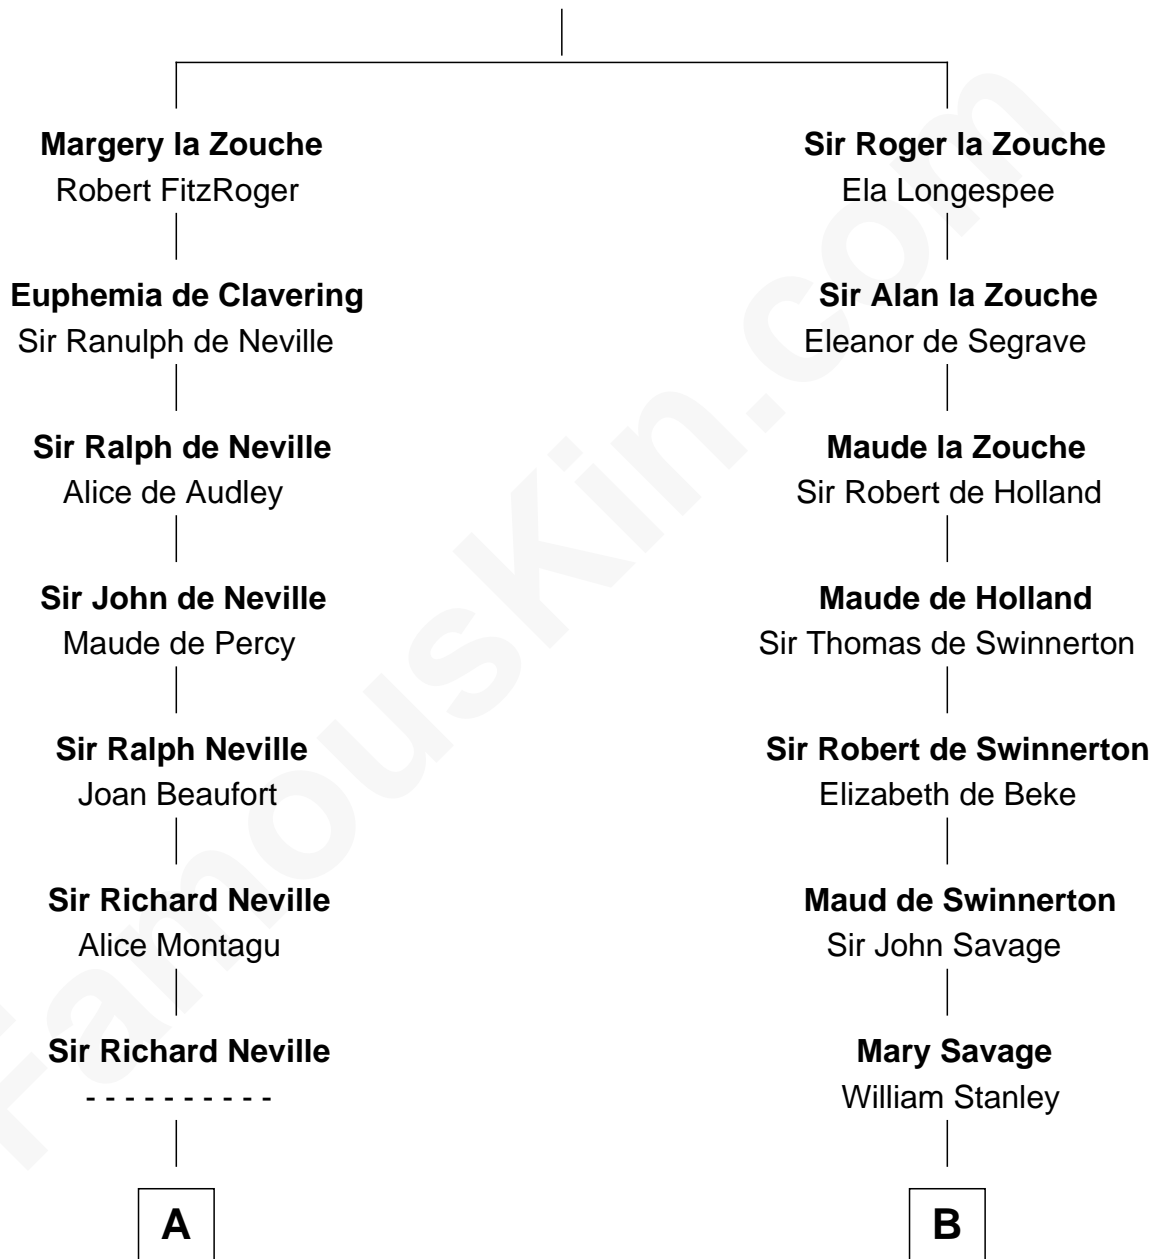 Margery la Zouche
Robert FitzRoger
Euphemia de Clavering
Sir Ranulph de Neville
Sir Ralph de Neville
Alice de Audley
Sir John de Neville
Maude de Percy
Sir Ralph Neville
Joan Beaufort
Sir Richard Neville
Alice Montagu
Sir Richard Neville
- - - - - - - - - -
A
Sir Roger la Zouche
Ela Longespee
Sir Alan la Zouche
Eleanor de Segrave
Maude la Zouche
Sir Robert de Holland
Maude de Holland
Sir Thomas de Swinnerton
Sir Robert de Swinnerton
Elizabeth de Beke
Maud de Swinnerton
Sir John Savage
Mary Savage
William Stanley
B
FamousKin.com